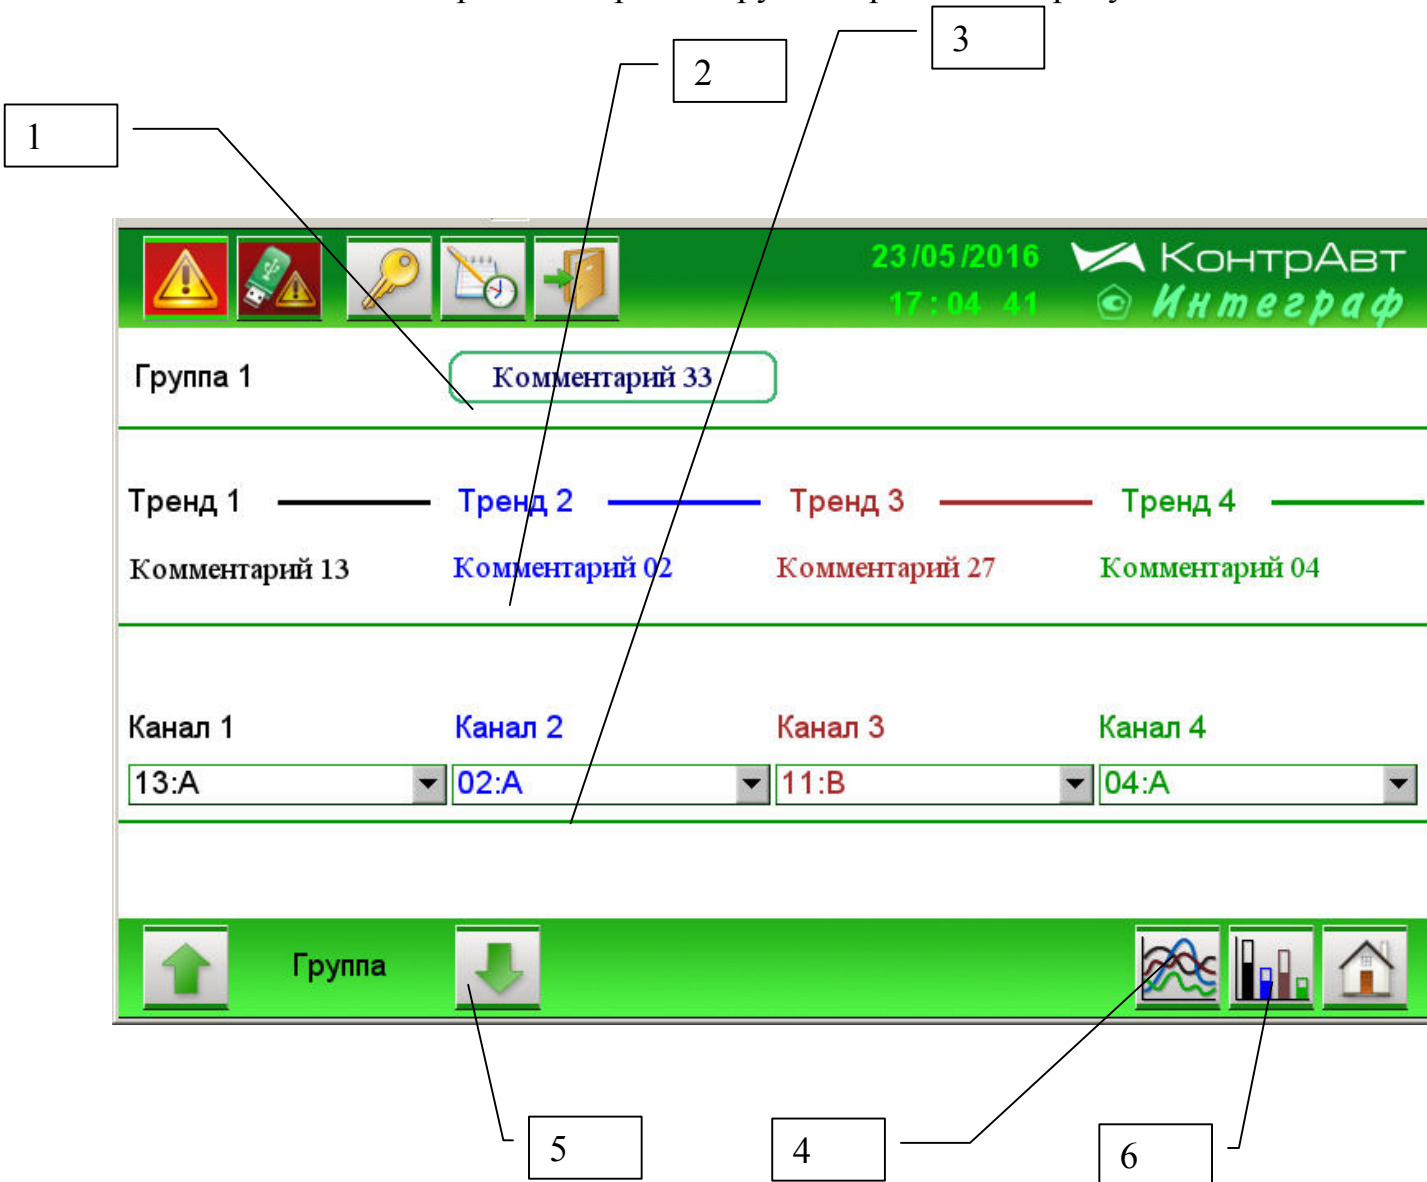 3
2
1
23/05/2016 КонтрАвт
17:04 41 Интеграф
Группа 1 Комментарий 33
Тренд 1 Тренд 2 Тренд 3 Тренд 4
Комментарий 13 Комментарий 02 Комментарий 27 Комментарий 04
Канал 1 Канал 2 Канал 3 Канал 4
13:A 02:A 11:B 04:A
Группа
5 4 6